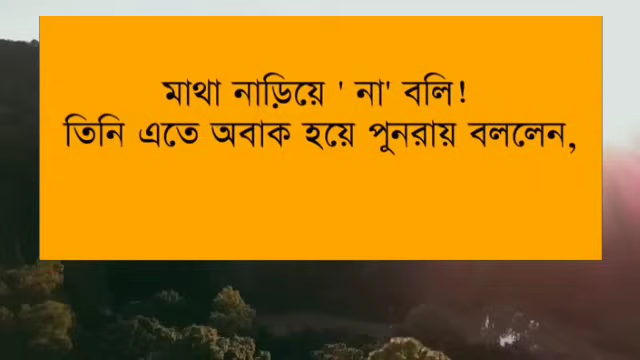 মাথা নাড়িয়ে ' না' বলি!
তিনি এতে অবাক হয়ে পুনরায় বললেন,